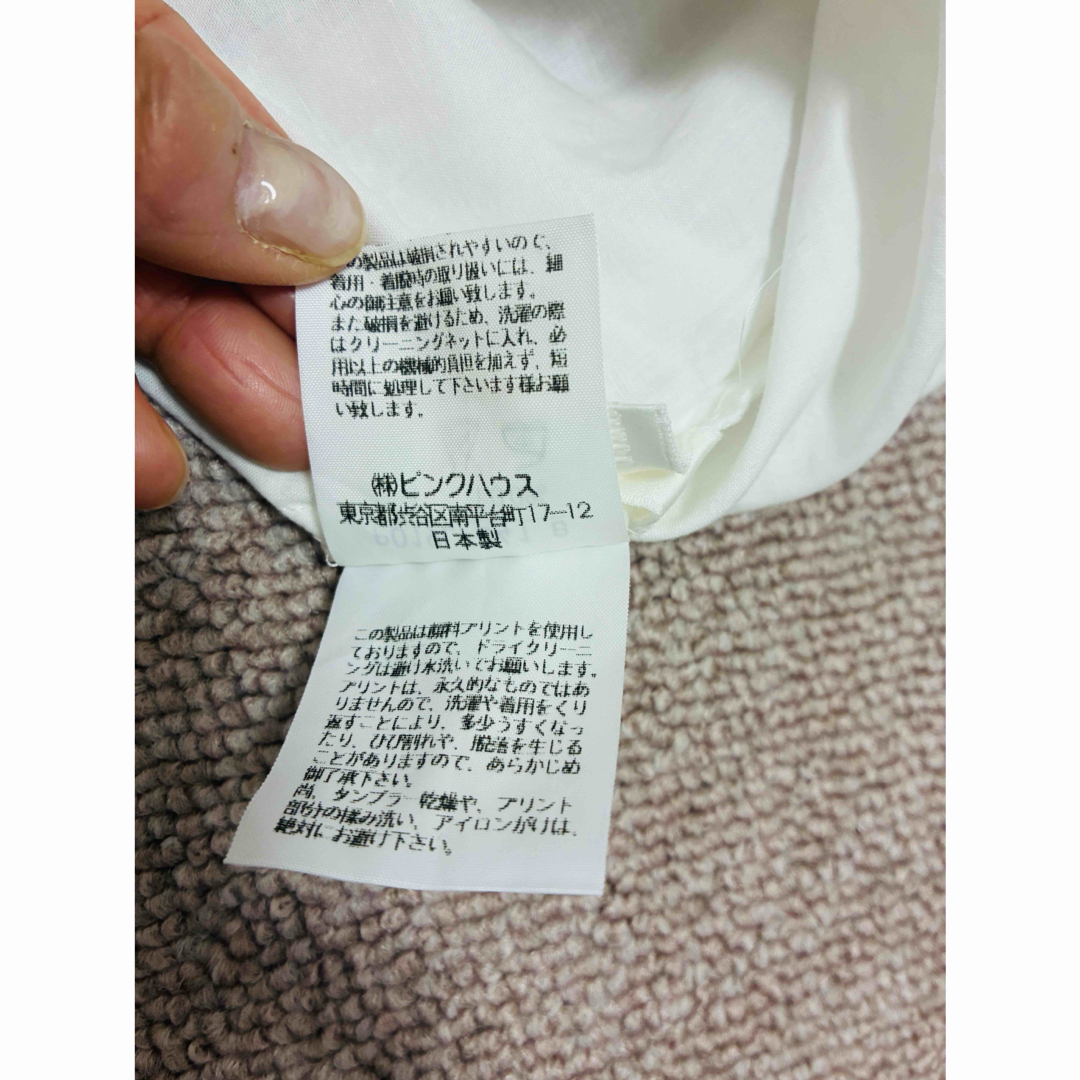 この製品は破損されやすいので、
着用・着脱時の取り扱いには、細
心の御注意をお願い致します。
また破損を避けるため、洗濯の際
はクリーニングネットに入れ、必
用以上の機械的負担を加えず、短
時間に処理して下さいます様お願
い致します。
㈱ピンクハウス
東京都渋谷区南平台町17-12
日本製
この製品は顔料プリントを使用し
ておりますので、ドライクリーニ
ングは避け水洗いでお願いします。
プリントは、永久的なものではあ
りませんので、洗濯や着用をくり
返すことにより、多少うすくなっ
たり、ひび割れや、脱落を生じる
ことがありますので、あらかじめ
御了承下さい。
尚、タンブラー乾燥や、プリント
部分の揉み洗い、アイロンがけは、
絶対にお避け下さい。